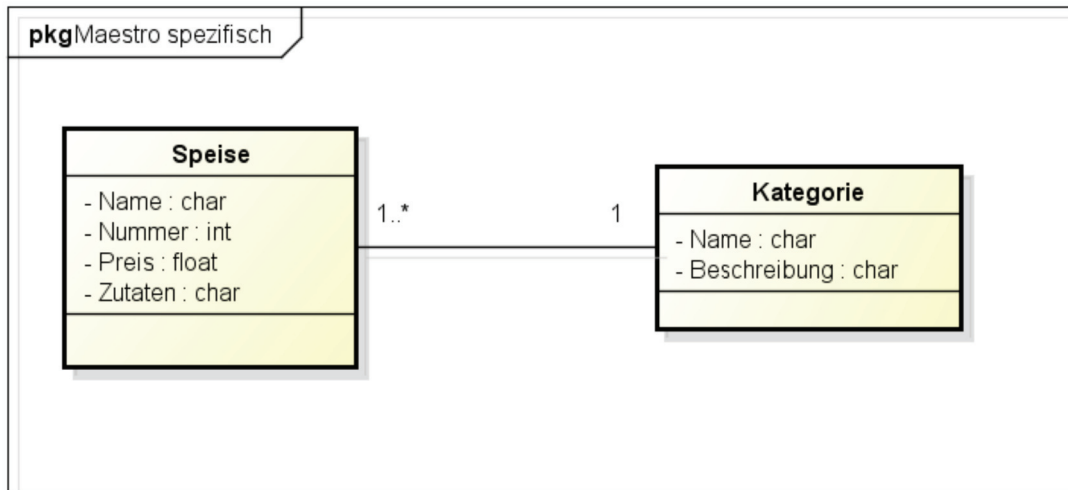 pkgMaestro spezifisch
Speise
- Name : char
- Nummer : int
- Preis : float
- Zutaten : char
1..*
1
Kategorie
- Name : char
- Beschreibung : char